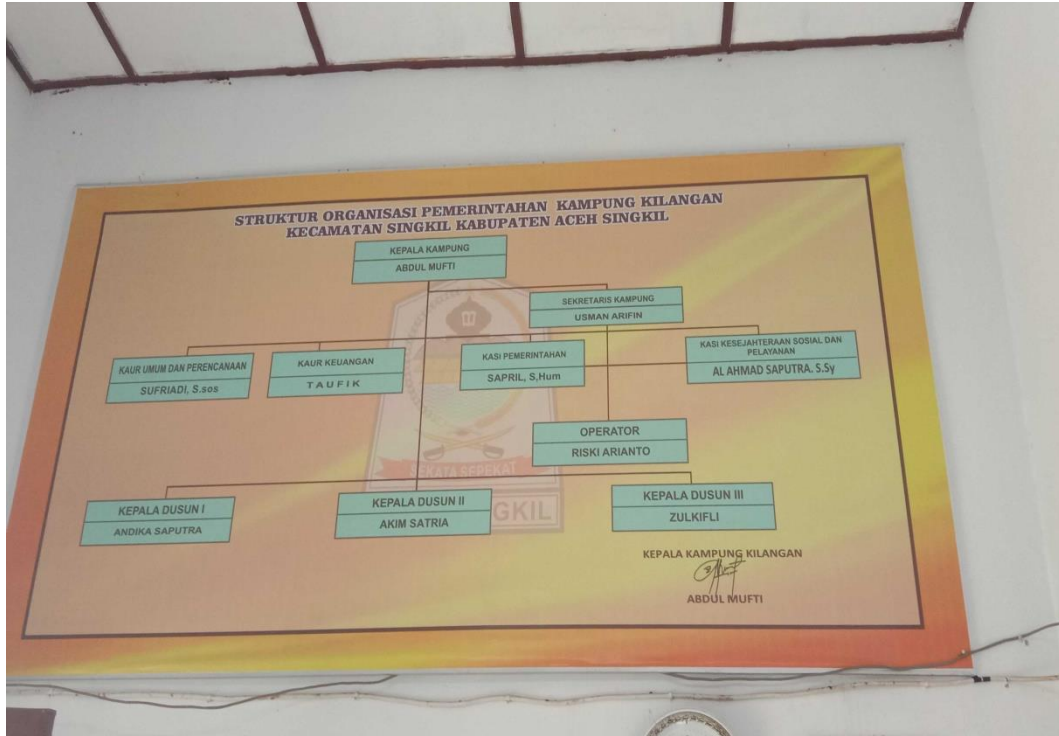 STRUKTUR ORGANISASI PEMERINTAHAN KAMPUNG KILANGAN
KECAMATAN SINGKIL KABUPATEN ACEH SINGKIL
KEPALA KAMPUNG
ABDUL MUFTI
SEKRETARIS KAMPUNG
USMAN ARIFIN
KAUR UMUM DAN PERENCANAAN
SUFRIADI, S.sos
KAUR KEUANGAN
TAUFIK
KASI PEMERINTAHAN
SAPRIL, S,Hum
KASI KESEJAHTERAAN SOSIAL DAN
PELAYANAN
AL AHMAD SAPUTRA, S.Sy
OPERATOR
RISKI ARIANTO
SEKATA SEPEKAT
KEPALA DUSUN I
ANDIKA SAPUTRA
KEPALA DUSUN II
AKIM SATRIA
KEPALA DUSUN III
ZULKIFLI
GKIL
KEPALA KAMPUNG KILANGAN
ABDUL MUFTI